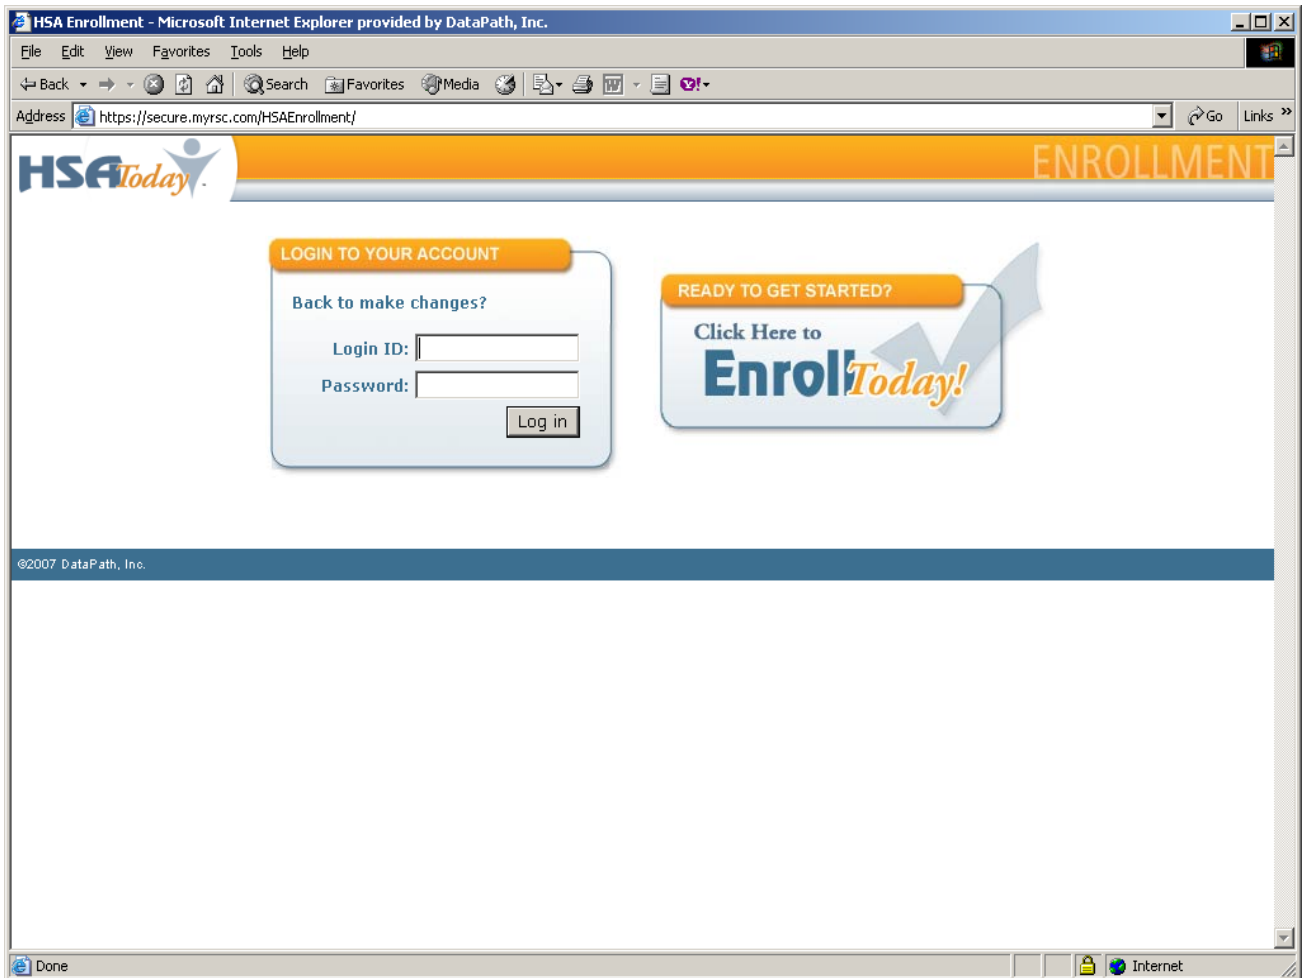 HSA Enrollment - Microsoft Internet Explorer provided by DataPath, Inc.
File Edit View Favorites Tools Help
Back Search Favorites Media
Address https://secure.myrsc.com/HSAEnrollment/ Go Links »
HSAToday™ ENROLLMENT
LOGIN TO YOUR ACCOUNT
Back to make changes?
Login ID:
Password:
Log in
READY TO GET STARTED?
Click Here to
Enroll Today!
©2007 DataPath, Inc.
Done Internet